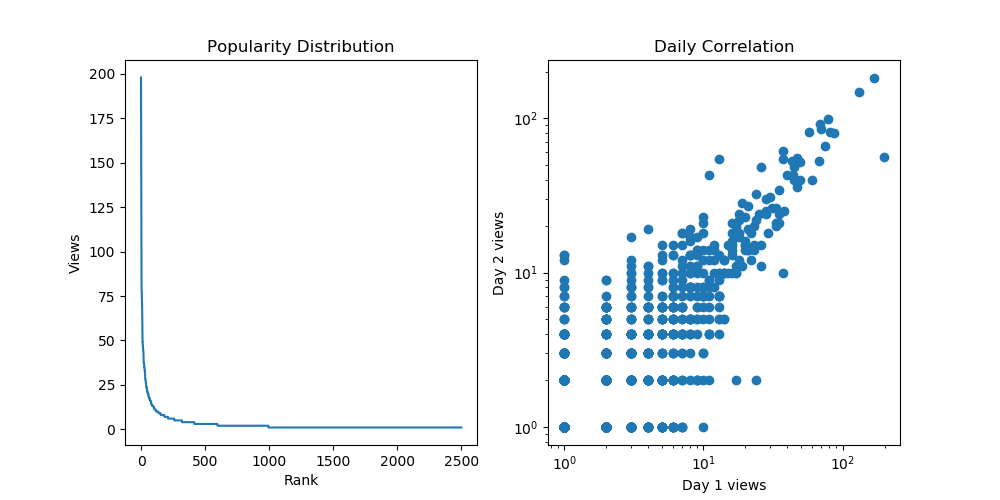 Popularity Distribution
Views
200
175
150
125
100
75
50
25
0
0 500 1000 1500 2000 2500
Rank
Daily Correlation
Day 2 views
10²
10¹
10⁰
10⁰ 10¹ 10²
Day 1 views